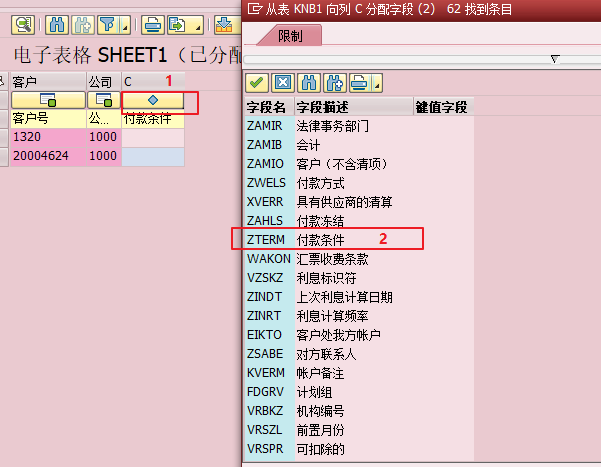 从表 KNB1 向列 C 分配字段 (2) 62 找到条目
限制
电子表格 SHEET1（已分配
1
客户 公司 C
客户号 公... 付款条件
1320 1000
20004624 1000
字段名 字段描述 键值字段
ZAMIR 法律事务部门
ZAMIB 会计
ZAMIO 客户（不含清项）
ZWELS 付款方式
XVERR 具有供应商的清算
ZAHLS 付款冻结
ZTERM 付款条件 2
WAKON 汇票收费条款
VZSKZ 利息标识符
ZINDT 上次利息计算日期
ZINRT 利息计算频率
EIKTO 客户处我方帐户
ZSABE 对方联系人
KVERM 帐户备注
FDGRV 计划组
VRBKZ 机构编号
VRSZL 前置月份
VRSPR 可扣除的